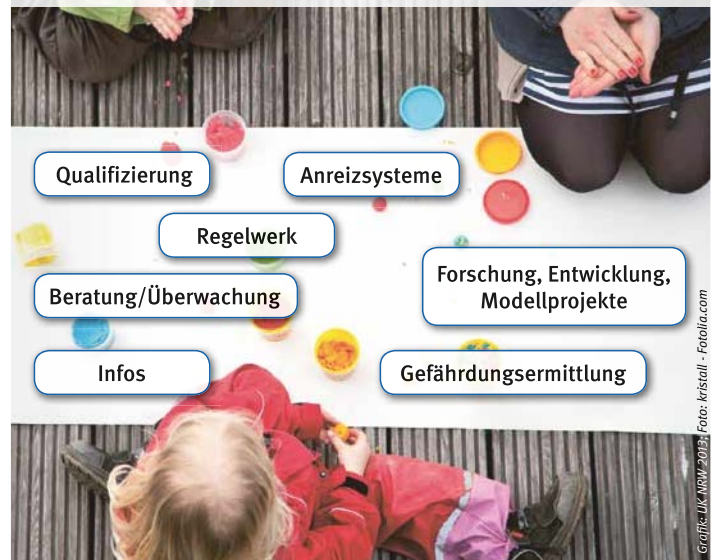 Qualifizierung
Anreizsysteme
Regelwerk
Forschung, Entwicklung,
Modellprojekte
Beratung/Überwachung
Infos
Gefährdungsermittlung
Grafik: UK NRW 2013; Foto: kristall - Fotolia.com